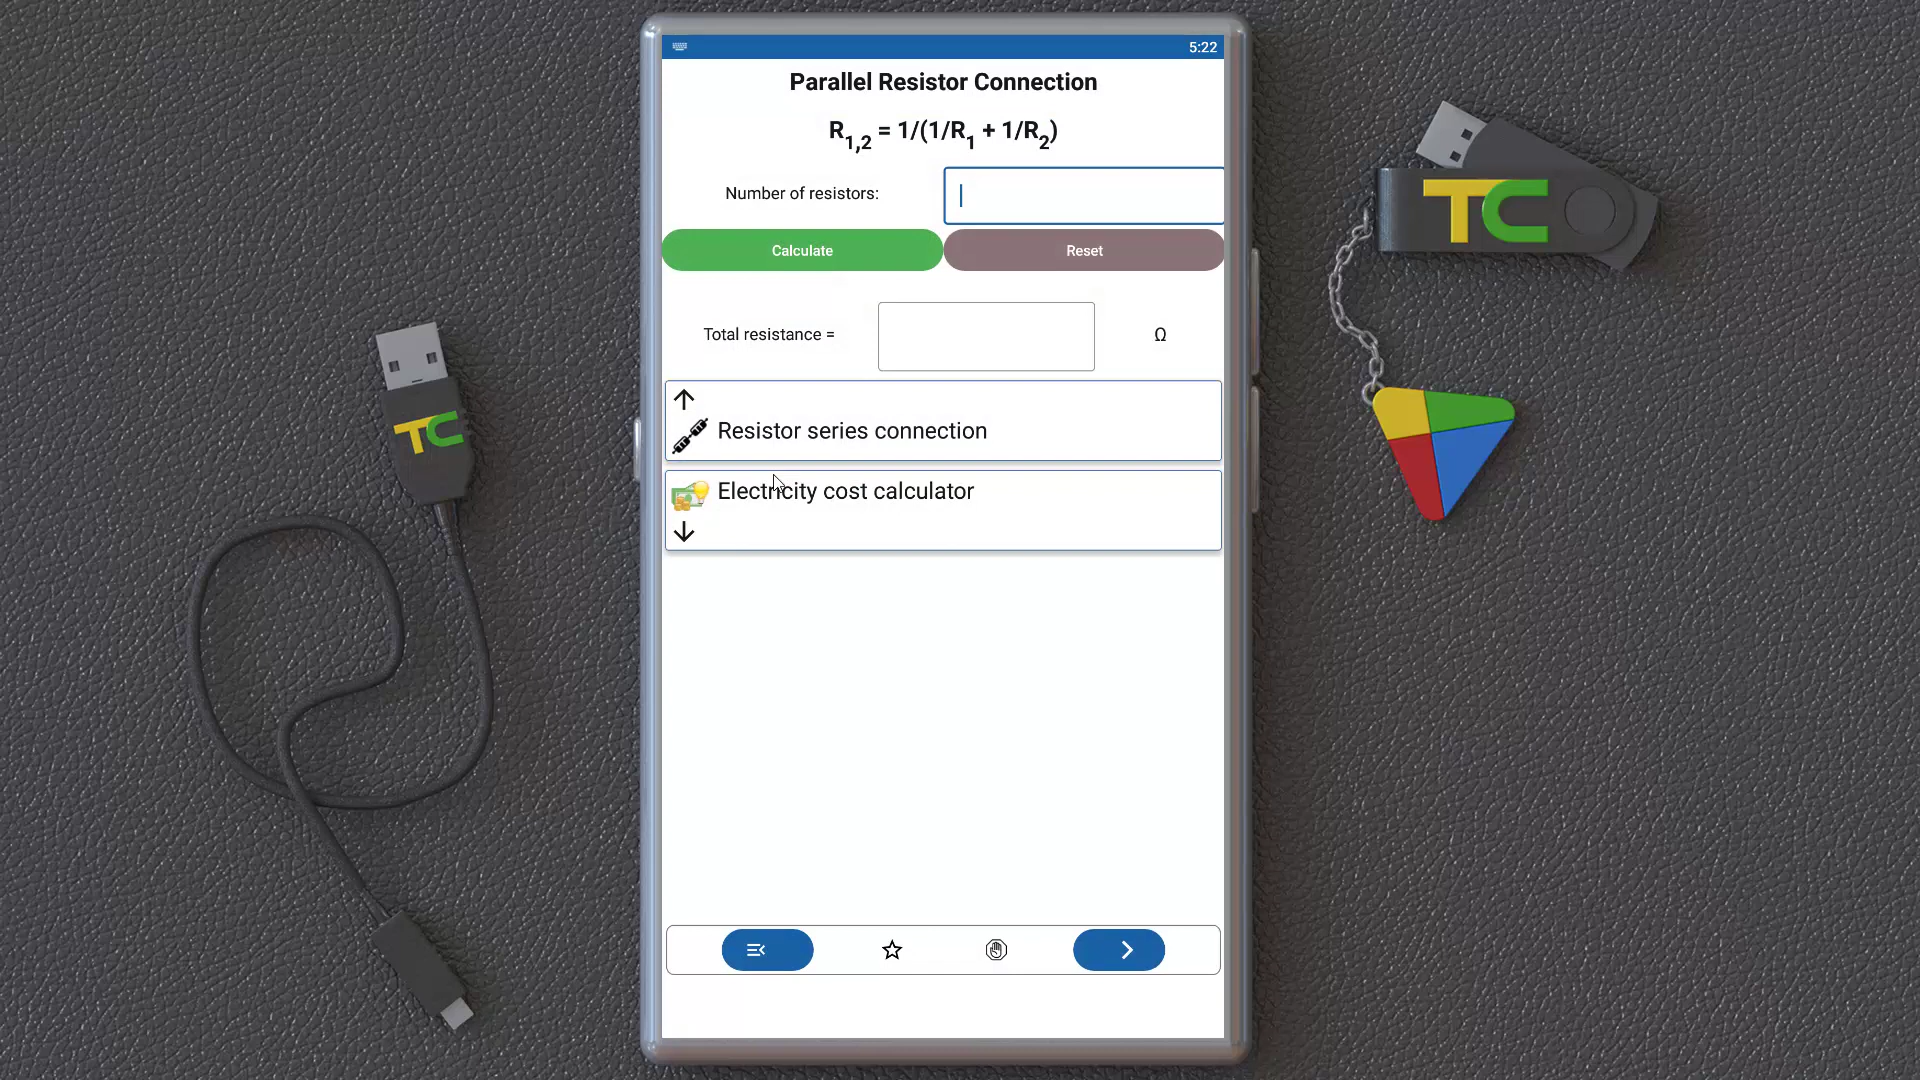 5:22
Parallel Resistor Connection
R1,2 = 1/(1/R1 + 1/R2)
Number of resistors:
Calculate Reset
Total resistance = Ω
Resistor series connection
Electricity cost calculator
TC
TC